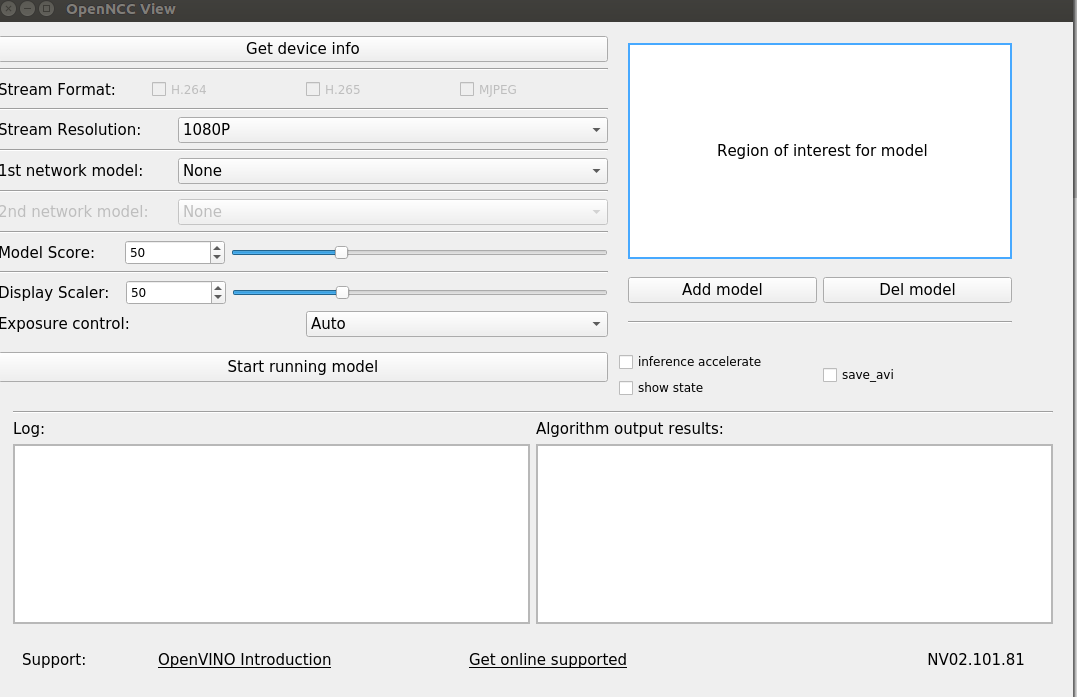 OpenNCC View
Get device info
Stream Format:
H.264
H.265
MJPEG
Stream Resolution:
1080P
1st network model:
None
2nd network model:
None
Model Score:
50
Display Scaler:
50
Exposure control:
Auto
Start running model
Region of interest for model
Add model
Del model
inference accelerate
show state
save_avi
Log:
Algorithm output results:
Support:
OpenVINO Introduction
Get online supported
NV02.101.81